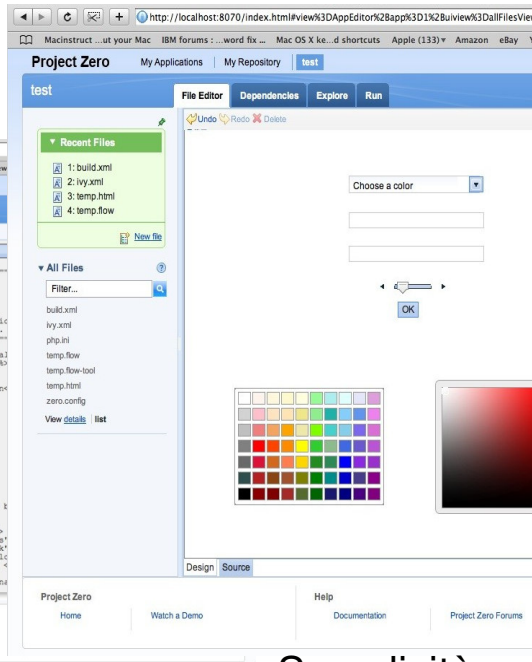 http://localhost:8070/index.html#view%3DAppEditor%2Bapp%3D1%2Buiview%3DallFilesVie
Macinstruct ...ut your Mac IBM forums : ...word fix ... Mac OS X ke...d shortcuts Apple (133) Amazon eBay
Project Zero My Applications My Repository test
test
File Editor Dependencies Explore Run
Undo Redo Delete
Recent Files
1: build.xml
2: ivy.xml
3: temp.html
4: temp.flow
New file
All Files
Filter...
build.xml
ivy.xml
php.ini
temp.flow
temp.flow-tool
temp.html
zero.config
View details list
Choose a color
OK
Design Source
Project Zero Help
Home Watch a Demo Documentation Project Zero Forums